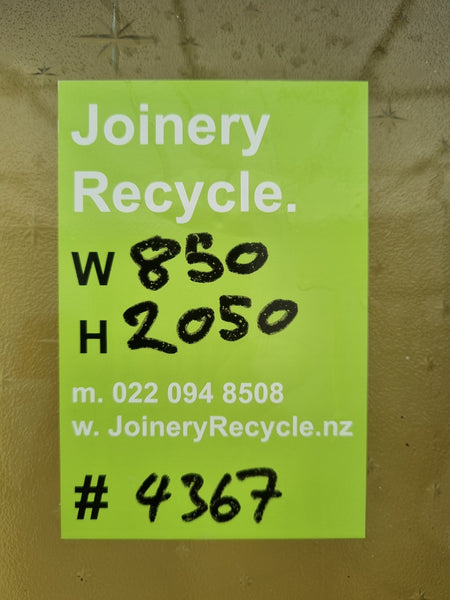 Joinery
Recycle.
W 850
H 2050
m. 022 094 8508
w. JoineryRecycle.nz
# 4367